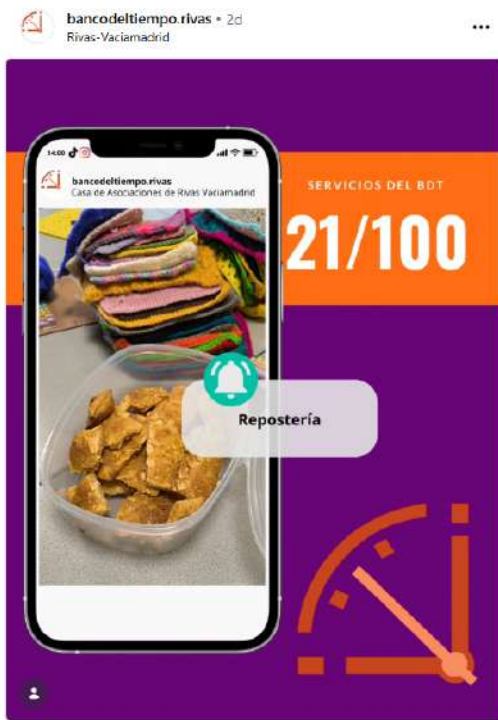 bancodeltiempo.rivas • 2d
Rivas-Vaciamadrid
14:00
bancodeltiempo.rivas
Casa de Asociaciones de Rivas Vaciamadrid
SERVICIOS DEL BDT
21/100
Repostería